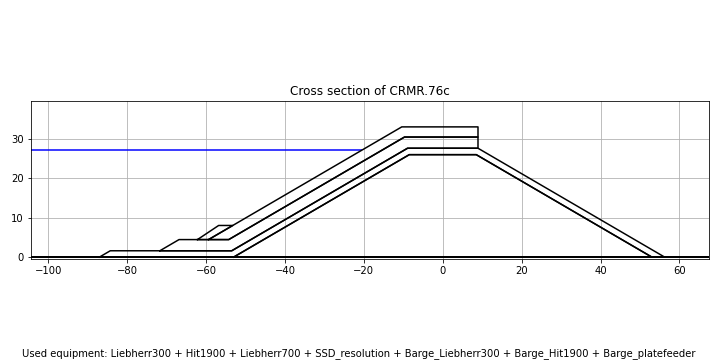 Cross section of CRMR.76c
30
20
10
0
−100 −80 −60 −40 −20 0 20 40 60
Used equipment: Liebherr300 + Hit1900 + Liebherr700 + SSD_resolution + Barge_Liebherr300 + Barge_Hit1900 + Barge_platefeeder